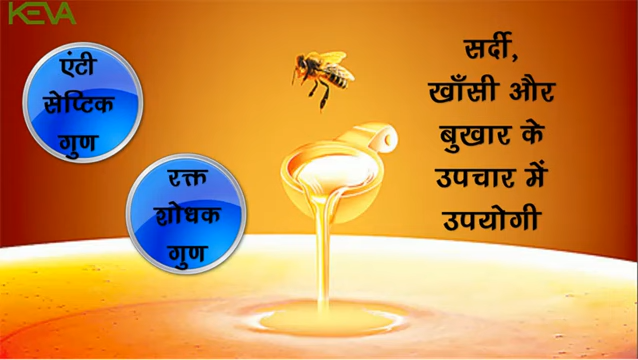 KEVA
एंटी
सेप्टिक
गुण
रक्त
शोधक
गुण
सर्दी,
खाँसी और
बुखार के
उपचार में
उपयोगी